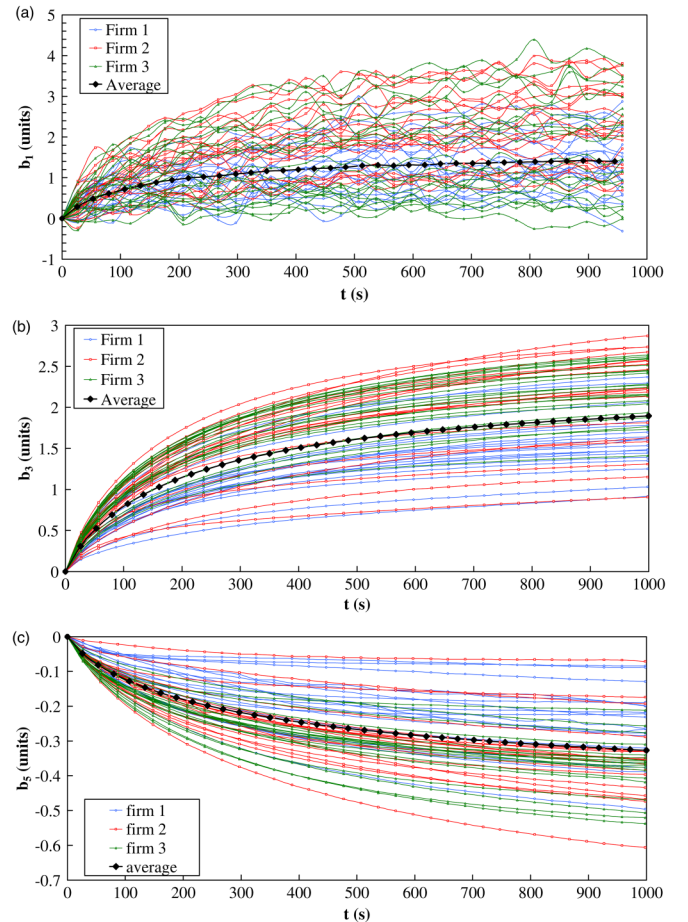 (a)
5
4
3
2
1
0
-1
b1 (units)
Firm 1
Firm 2
Firm 3
Average
0 100 200 300 400 500 600 700 800 900 1000
t (s)
(b)
3
2.5
2
1.5
1
0.5
0
b3 (units)
Firm 1
Firm 2
Firm 3
Average
0 100 200 300 400 500 600 700 800 900 1000
t (s)
(c)
0
-0.1
-0.2
-0.3
-0.4
-0.5
-0.6
-0.7
b5 (units)
firm 1
firm 2
firm 3
average
0 100 200 300 400 500 600 700 800 900 1000
t (s)